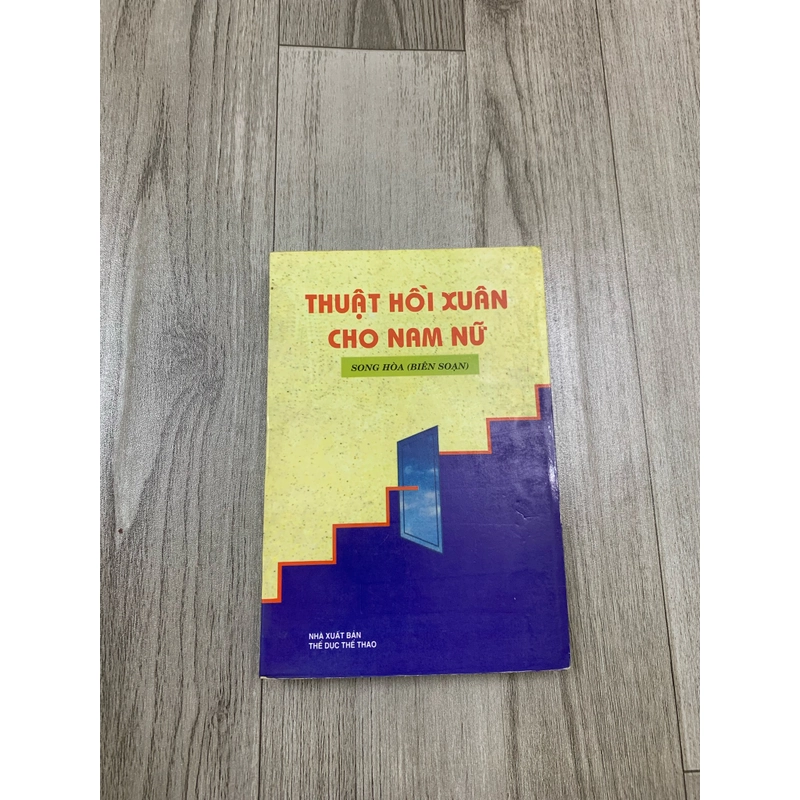 THUẬT HỒI XUÂN
CHO NAM NỮ
SONG HÒA (BIÊN SOẠN)
NHÀ XUẤT BẢN
THỂ DỤC THỂ THAO